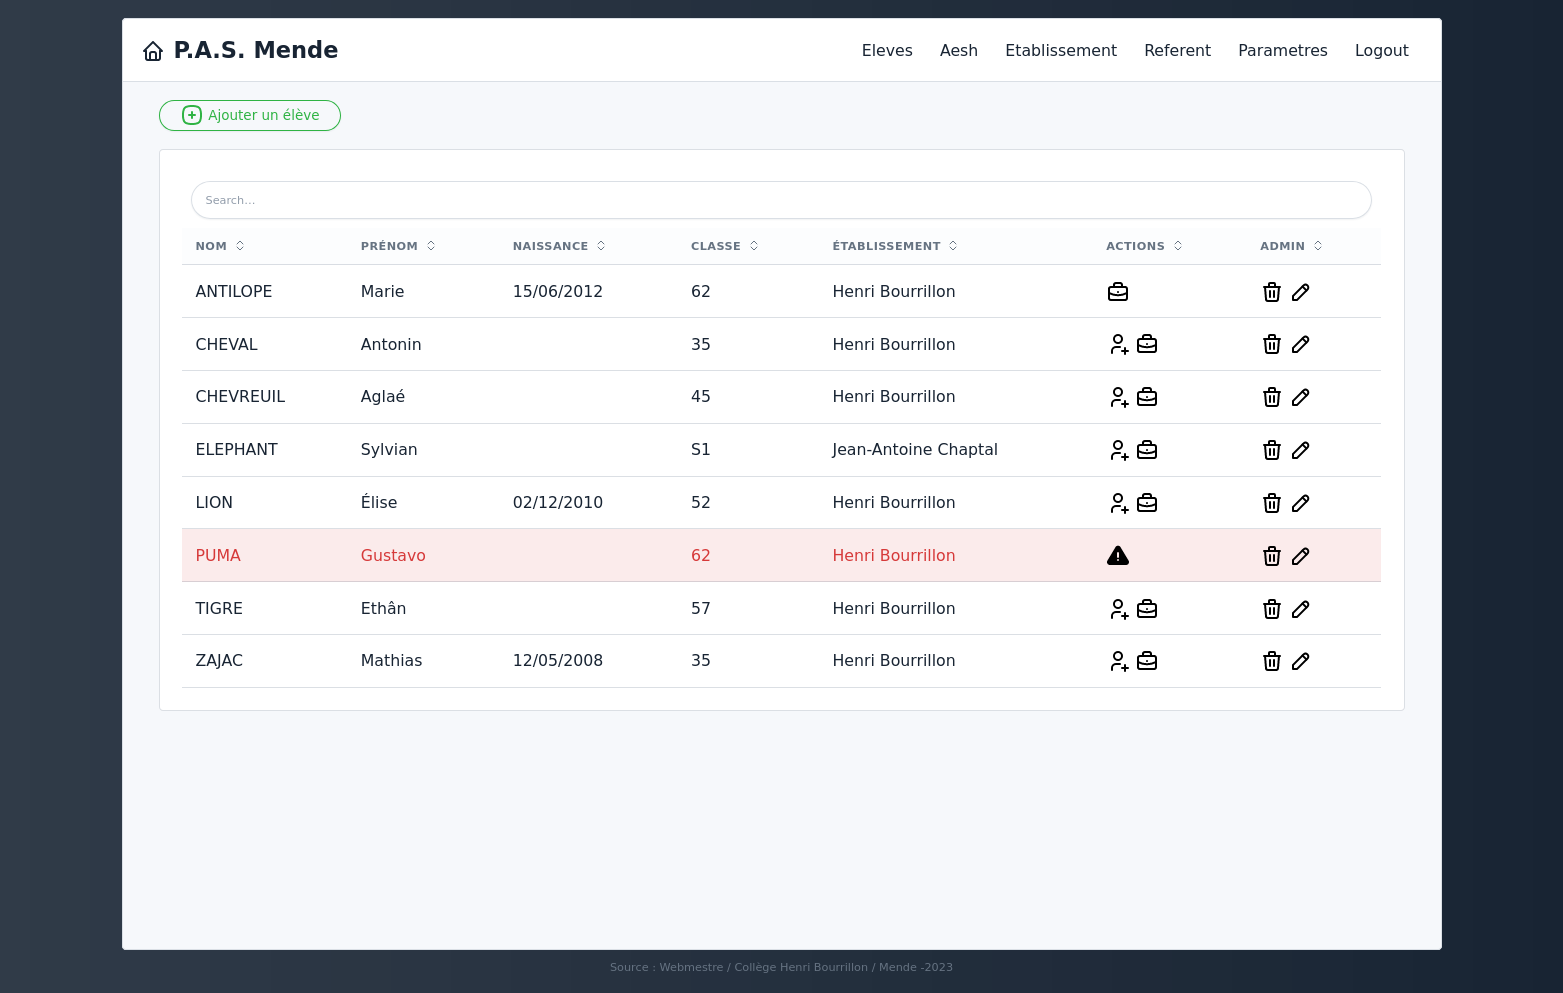 P.A.S. Mende Eleves Aesh Etablissement Referent Parametres Logout
Ajouter un élève
Search...
NOM PRÉNOM NAISSANCE CLASSE ÉTABLISSEMENT ACTIONS ADMIN
ANTILOPE Marie 15/06/2012 62 Henri Bourrillon
CHEVAL Antonin 35 Henri Bourrillon
CHEVREUIL Aglaé 45 Henri Bourrillon
ELEPHANT Sylvian S1 Jean-Antoine Chaptal
LION Élise 02/12/2010 52 Henri Bourrillon
PUMA Gustavo 62 Henri Bourrillon
TIGRE Ethân 57 Henri Bourrillon
ZAJAC Mathias 12/05/2008 35 Henri Bourrillon
Source : Webmestre / Collège Henri Bourrillon / Mende -2023